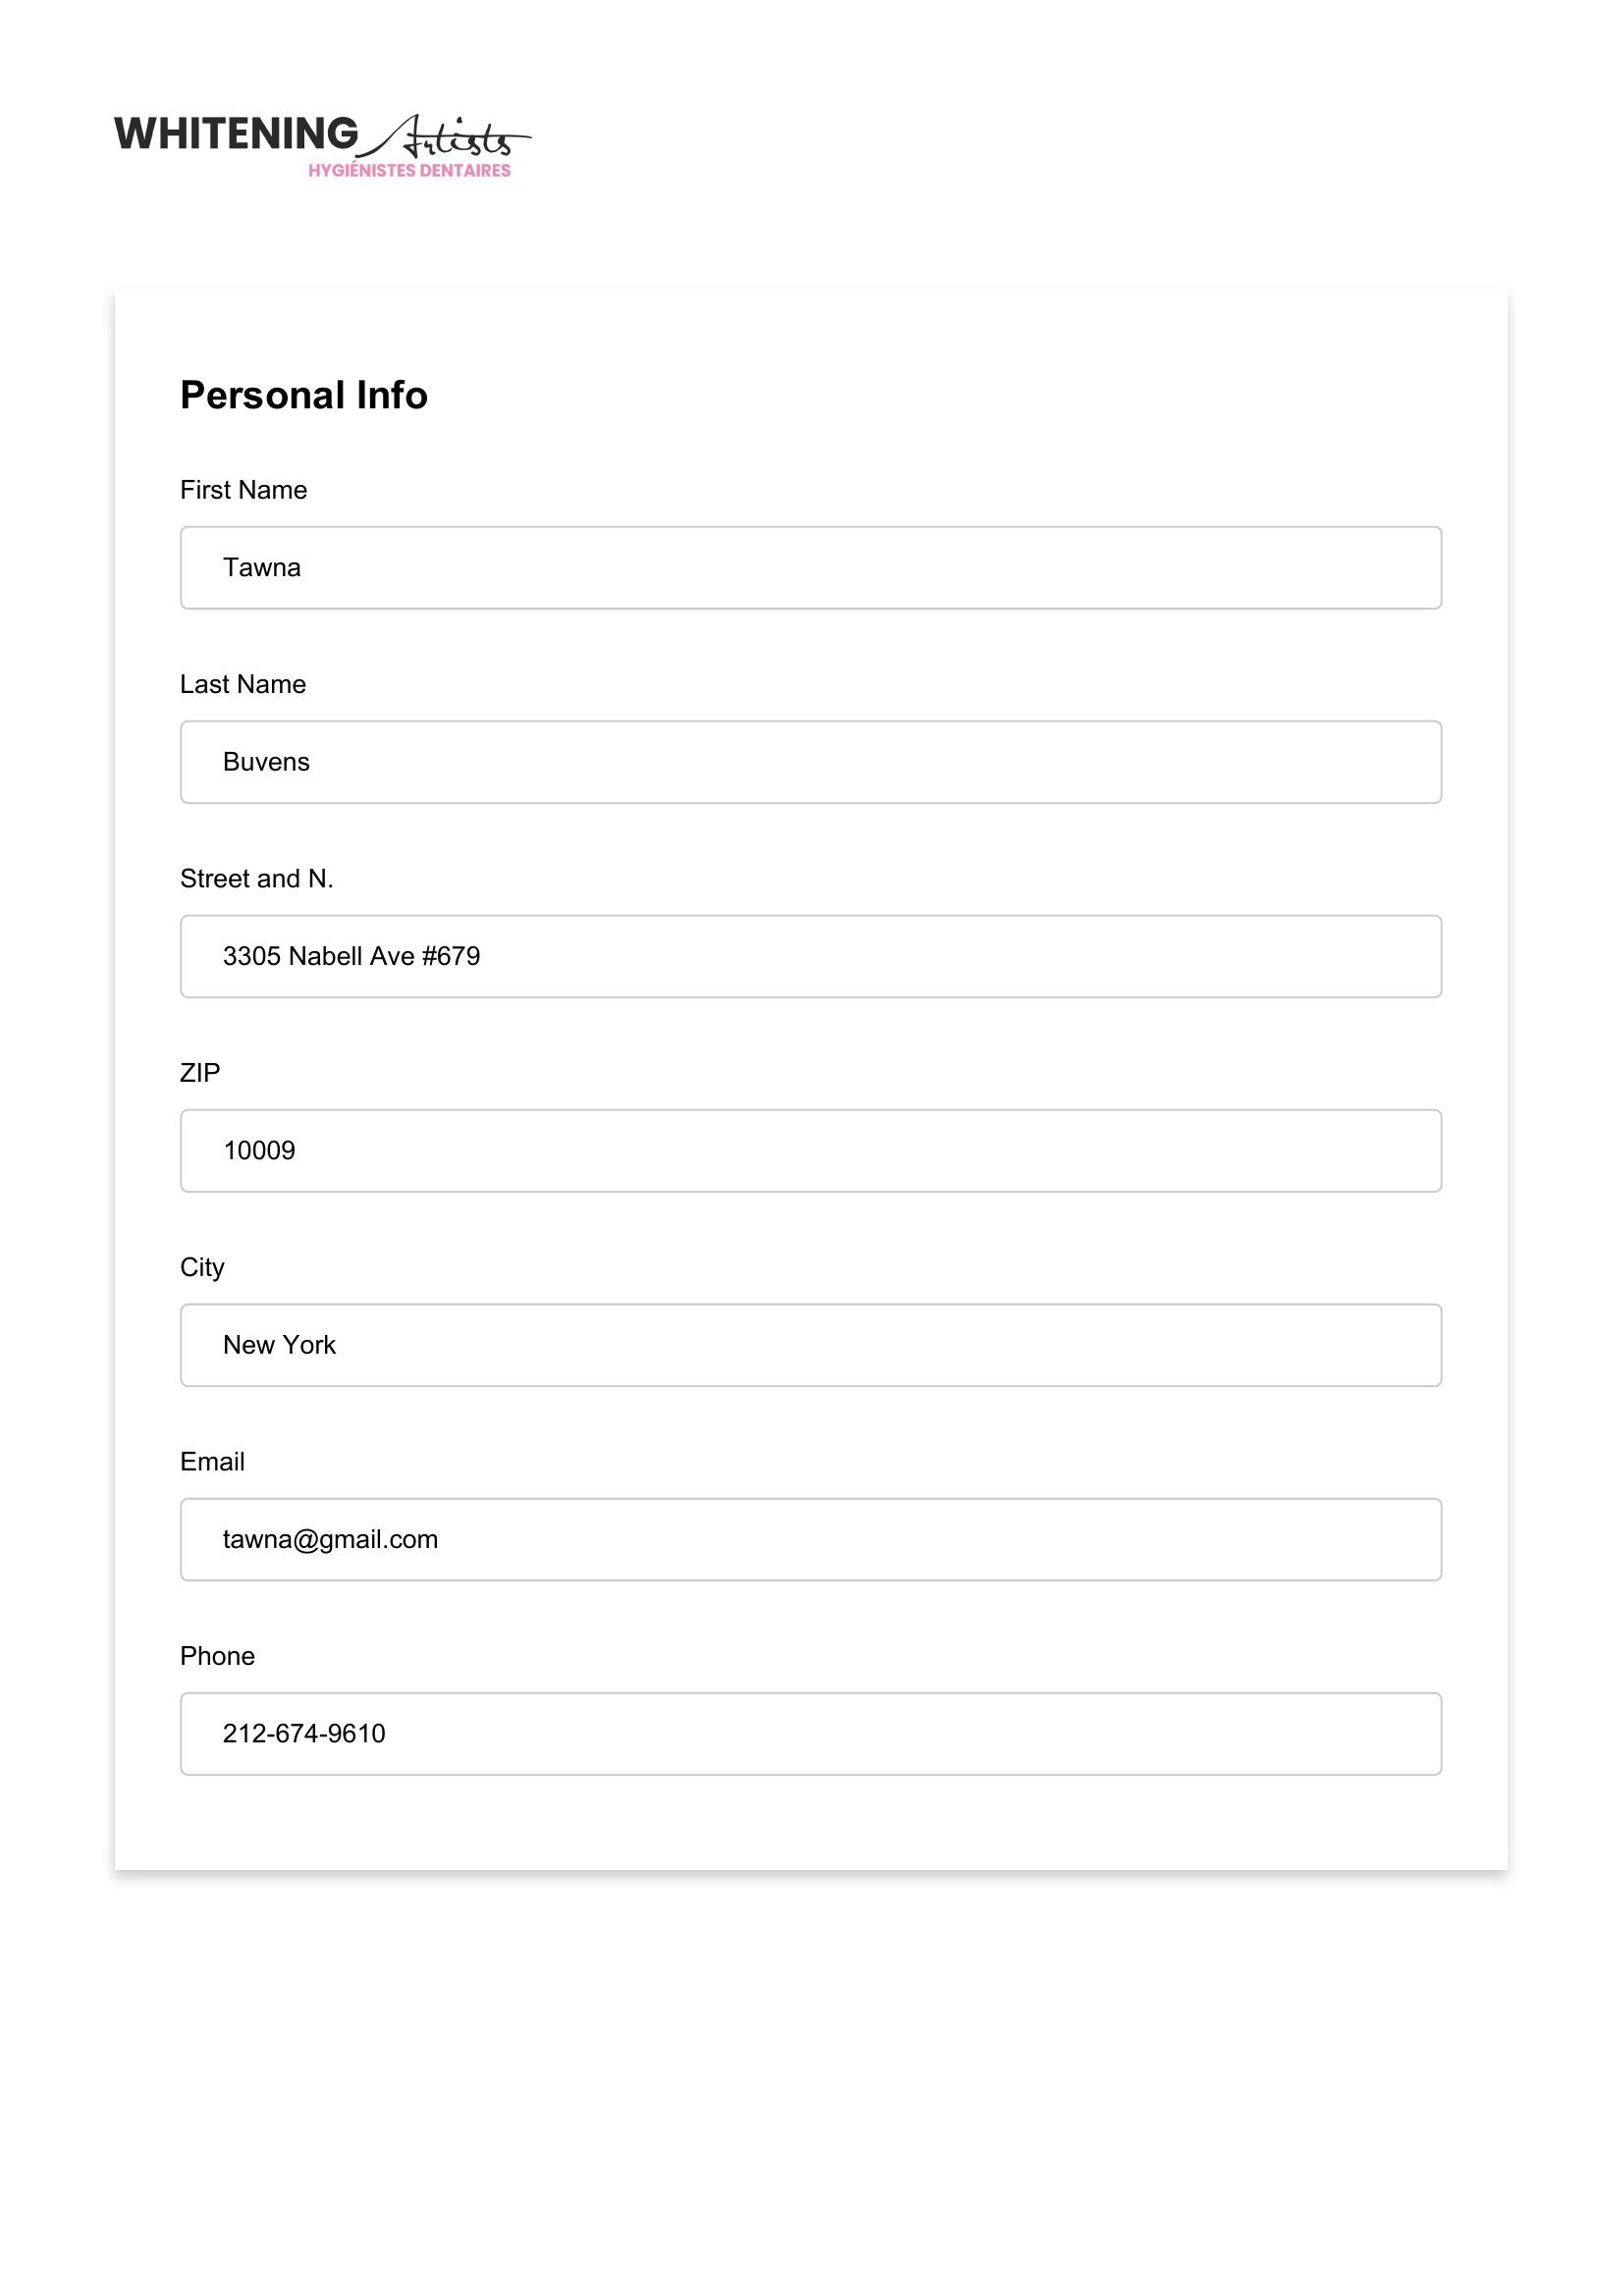 WHITENING Artists
HYGIÉNISTES DENTAIRES
Personal Info
First Name
Tawna
Last Name
Buvens
Street and N.
3305 Nabell Ave #679
ZIP
10009
City
New York
Email
tawna@gmail.com
Phone
212-674-9610